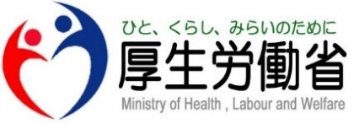 ひと、くらし、みらいのために
厚生労働省
Ministry of Health , Labour and Welfare